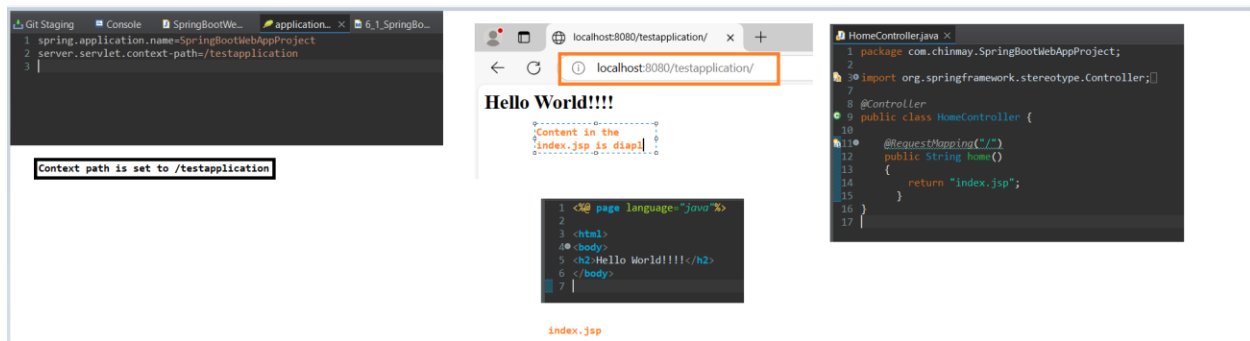 Git Staging Console SpringBootWe... application... × 6_1_SpringBo...
1 spring.application.name=SpringBootWebAppProject
2 server.servlet.context-path=/testapplication
3
Context path is set to /testapplication
localhost:8080/testapplication/ × +
localhost:8080/testapplication/
Hello World!!!!
Content in the
index.jsp is diapl
1 <%@ page language="java"%>
2
3 <html>
4 <body>
5 <h2>Hello World!!!!</h2>
6 </body>
7
index.jsp
HomeController.java ×
1 package com.chinmay.SpringBootWebAppProject;
2
3 import org.springframework.stereotype.Controller;
7
8 @Controller
9 public class HomeController {
10
11 @RequestMapping("/")
12 public String home()
13 {
14 return "index.jsp";
15 }
16 }
17